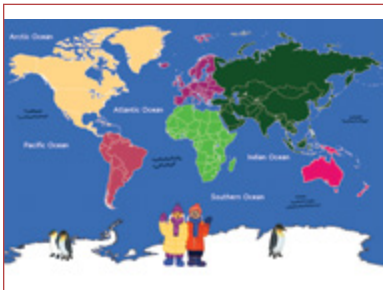 Arctic Ocean
Atlantic Ocean
Pacific Ocean
Indian Ocean
Southern Ocean